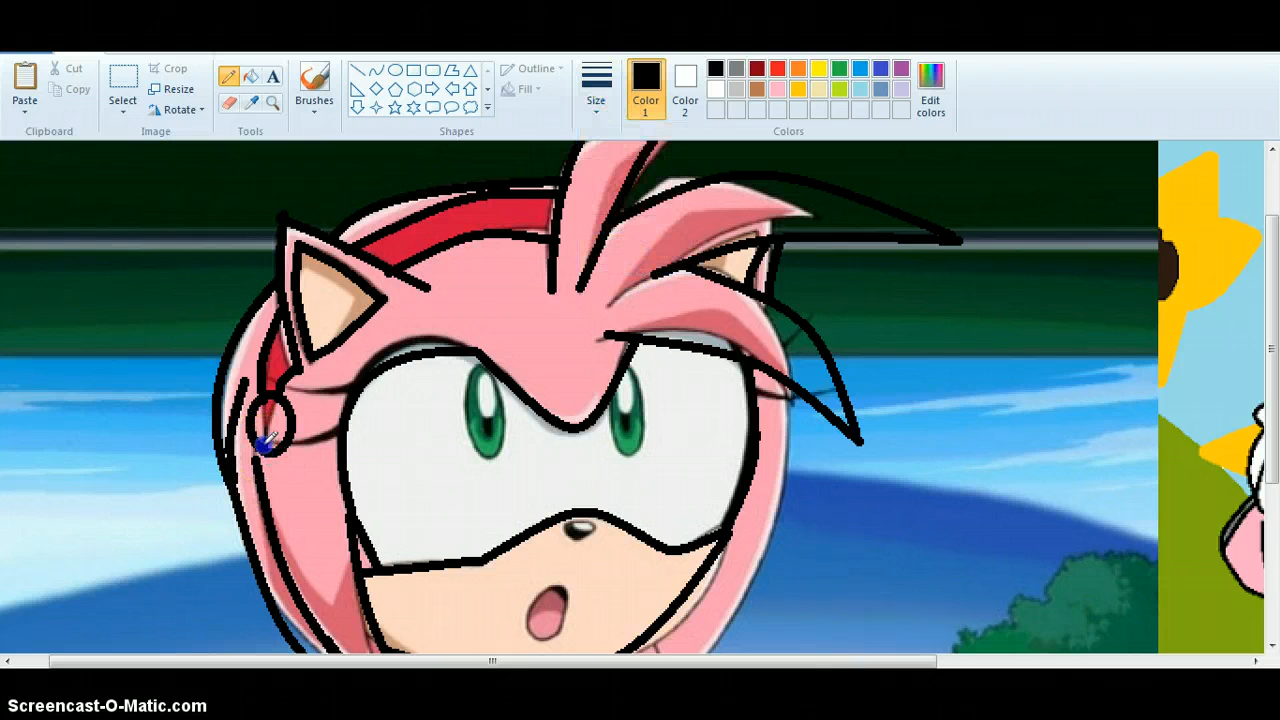 Cut
Crop
Outline
Copy
Resize
Fill
Paste
Select
Rotate
A
Brushes
Size
Color
1
Color
2
Edit
colors
Clipboard
Image
Tools
Shapes
Colors
Screencast-O-Matic.com